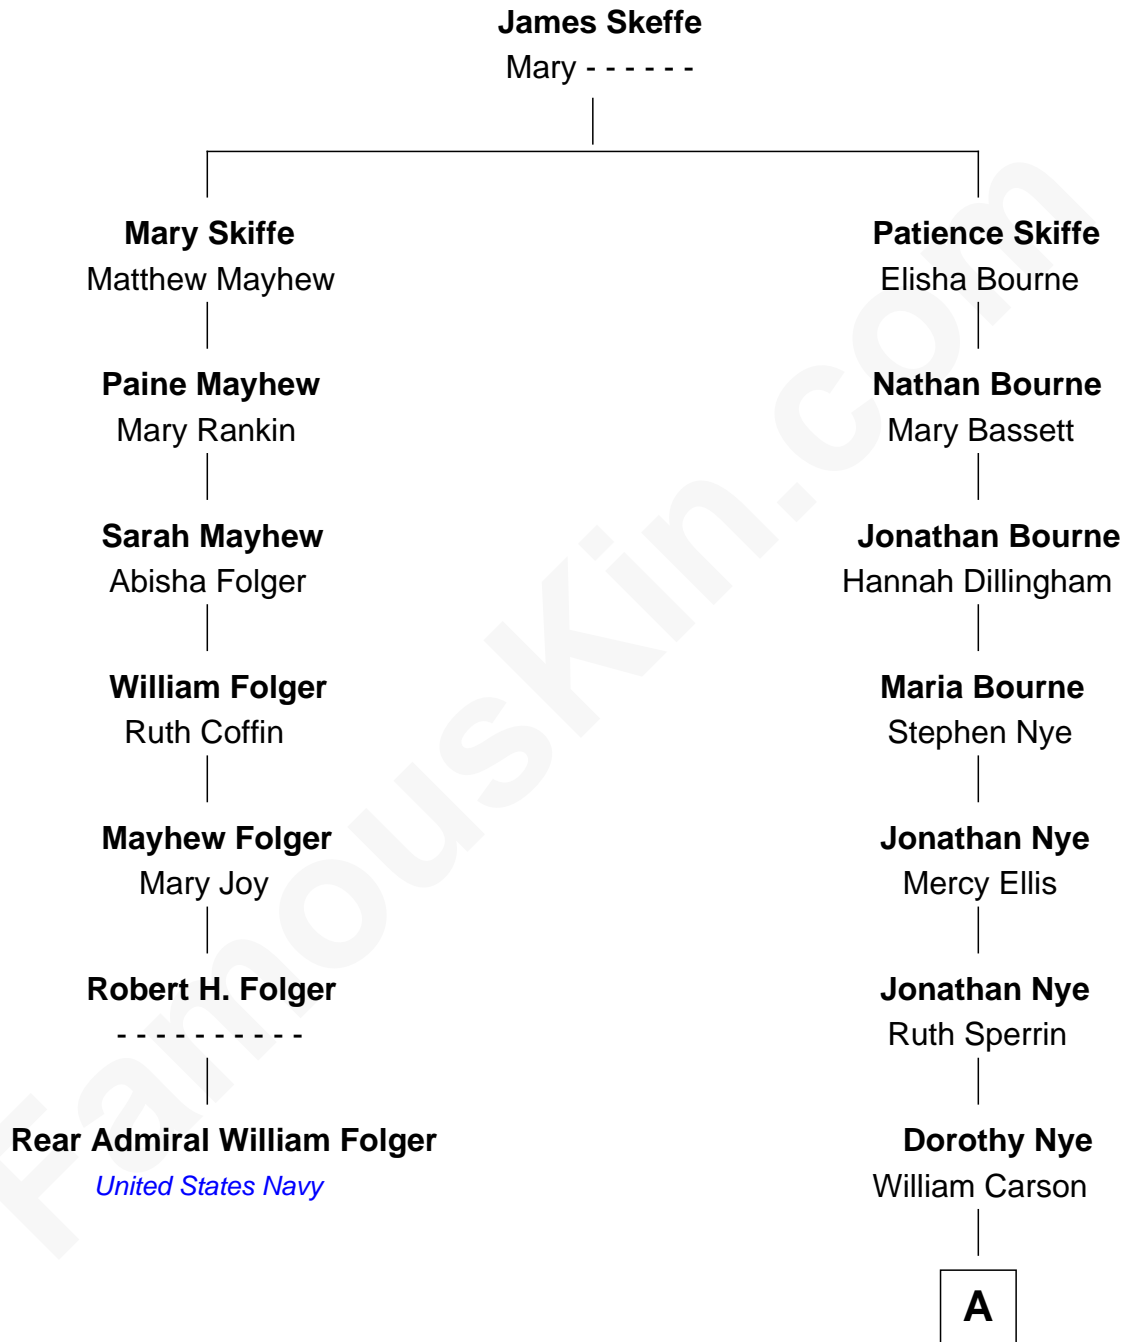 James Skeffe
Mary - - - - - -
Mary Skiffe
Matthew Mayhew
Paine Mayhew
Mary Rankin
Sarah Mayhew
Abisha Folger
William Folger
Ruth Coffin
Mayhew Folger
Mary Joy
Robert H. Folger
- - - - - - - - - -
Rear Admiral William Folger
United States Navy
Patience Skiffe
Elisha Bourne
Nathan Bourne
Mary Bassett
Jonathan Bourne
Hannah Dillingham
Maria Bourne
Stephen Nye
Jonathan Nye
Mercy Ellis
Jonathan Nye
Ruth Sperrin
Dorothy Nye
William Carson
A
FamousKin.com